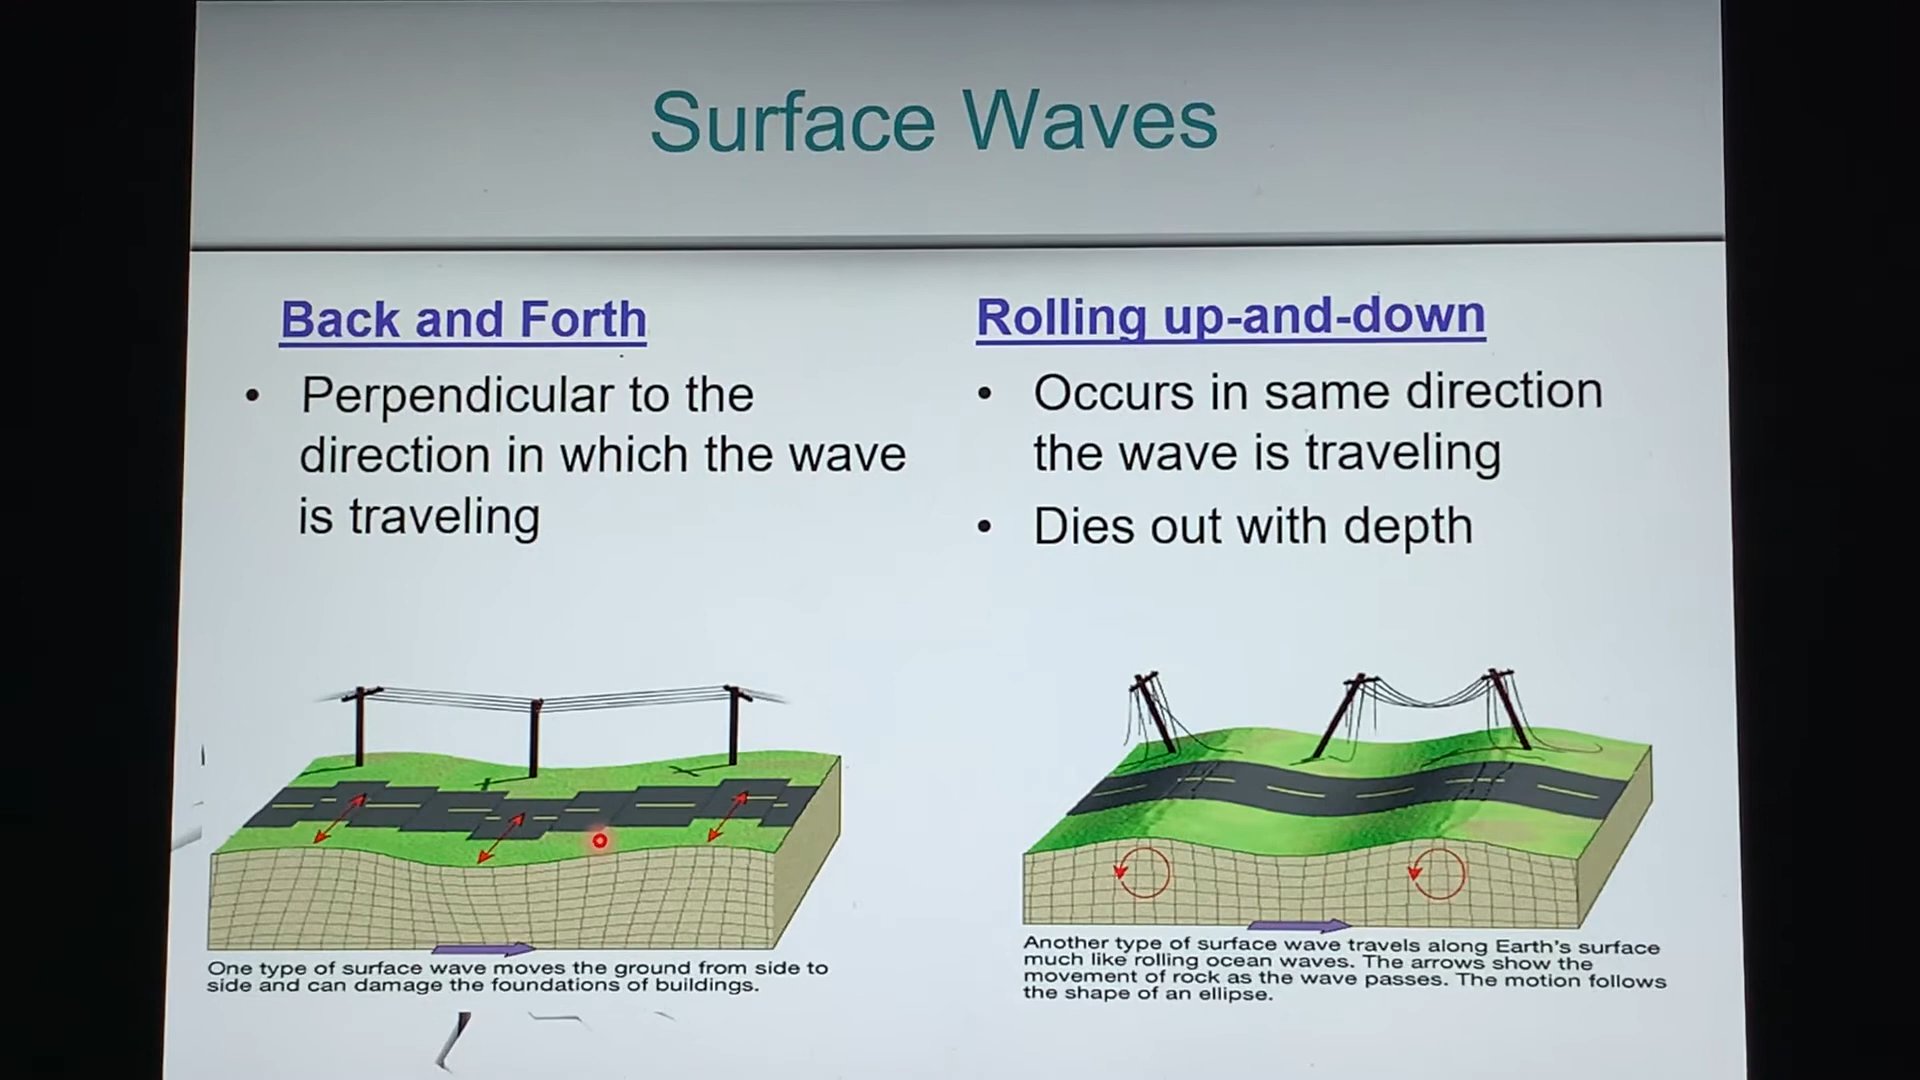 Surface Waves
Back and Forth
• Perpendicular to the
direction in which the wave
is traveling
Rolling up-and-down
• Occurs in same direction
the wave is traveling
• Dies out with depth
One type of surface wave moves the ground from side to
side and can damage the foundations of buildings.
Another type of surface wave travels along Earth's surface
much like rolling ocean waves. The arrows show the
movement of rock as the wave passes. The motion follows
the shape of an ellipse.